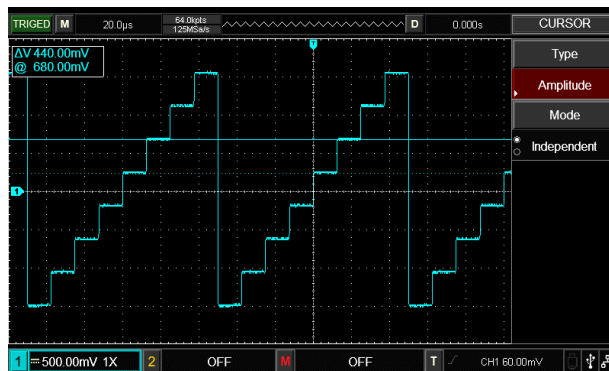 TRIGED M 20.0μs 64.0kpts D 0.000s CURSOR
125MSa/s
ΔV 440.00mV
@ 680.00mV
T
Type
Amplitude
Mode
Independent
1
1 500.00mV 1X 2 OFF M OFF T CH1 60.00mV